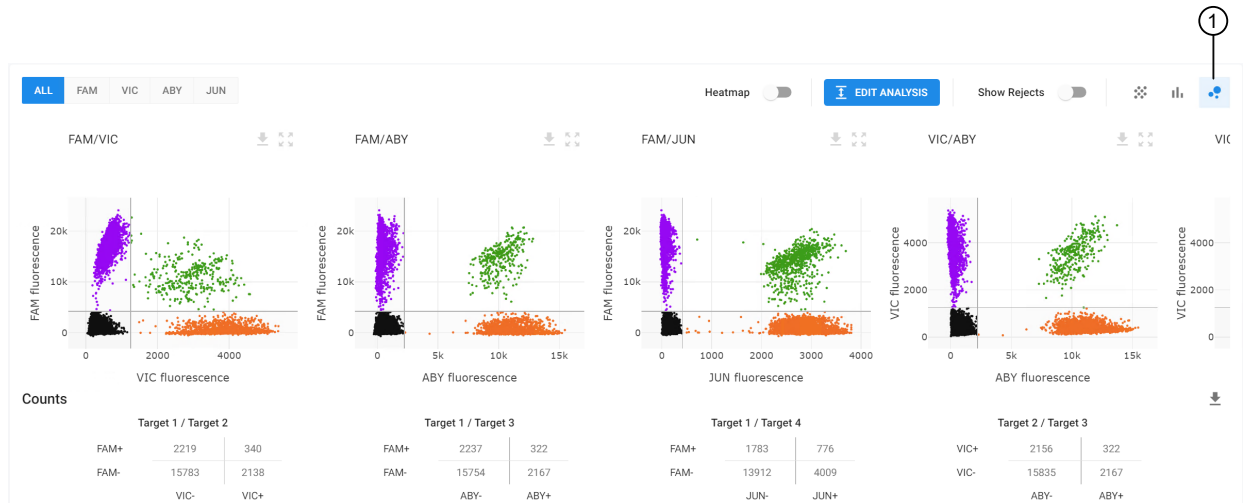 1
ALL FAM VIC ABY JUN Heatmap EDIT ANALYSIS Show Rejects
FAM/VIC FAM/ABY FAM/JUN VIC/ABY VIC
FAM fluorescence
20k
10k
0
0 2000 4000
VIC fluorescence
FAM fluorescence
20k
10k
0
0 5k 10k 15k
ABY fluorescence
FAM fluorescence
20k
10k
0
0 1000 2000 3000 4000
JUN fluorescence
VIC fluorescence
4000
2000
0
0 5k 10k 15k
ABY fluorescence
VIC fluorescence
4000
2000
0
Counts
Target 1 / Target 2
FAM+ 2219 340
FAM- 15783 2138
VIC- VIC+
Target 1 / Target 3
FAM+ 2237 322
FAM- 15754 2167
ABY- ABY+
Target 1 / Target 4
FAM+ 1783 776
FAM- 13912 4009
JUN- JUN+
Target 2 / Target 3
VIC+ 2156 322
VIC- 15835 2167
ABY- ABY+